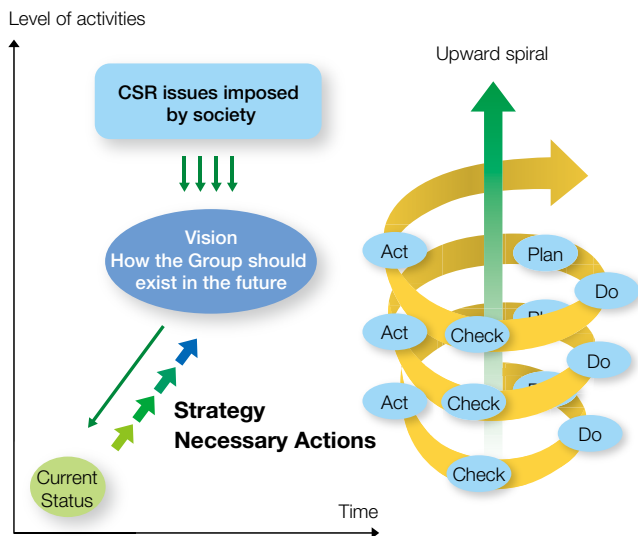 Level of activities
CSR issues imposed
by society
Vision
How the Group should
exist in the future
Strategy
Necessary Actions
Current
Status
Time
Upward spiral
Act
Plan
Do
Check
Act
Do
Check
Act
Do
Check